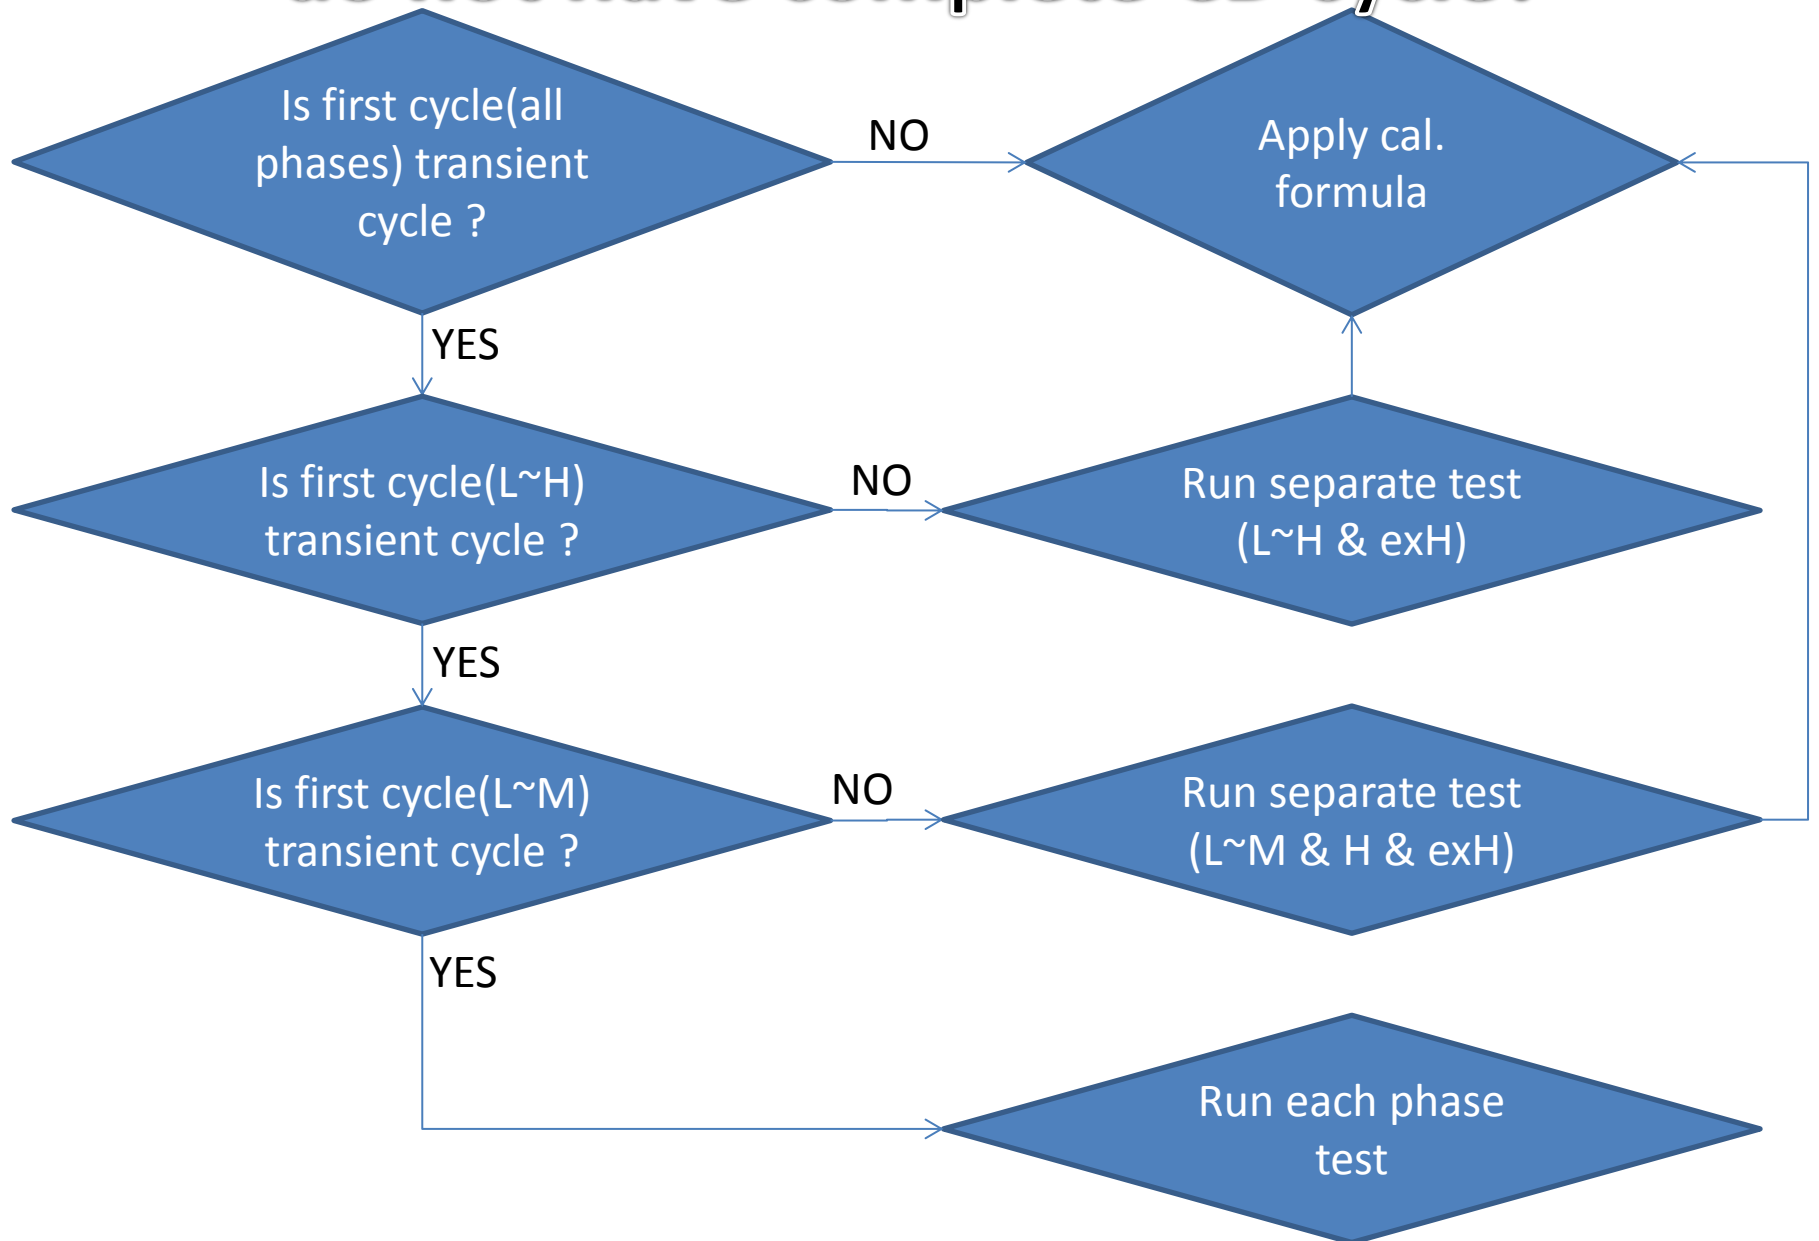 Is first cycle(all
phases) transient
cycle ?
NO
Apply cal.
formula
YES
Is first cycle(L~H)
transient cycle ?
NO
Run separate test
(L~H & exH)
YES
Is first cycle(L~M)
transient cycle ?
NO
Run separate test
(L~M & H & exH)
YES
Run each phase
test